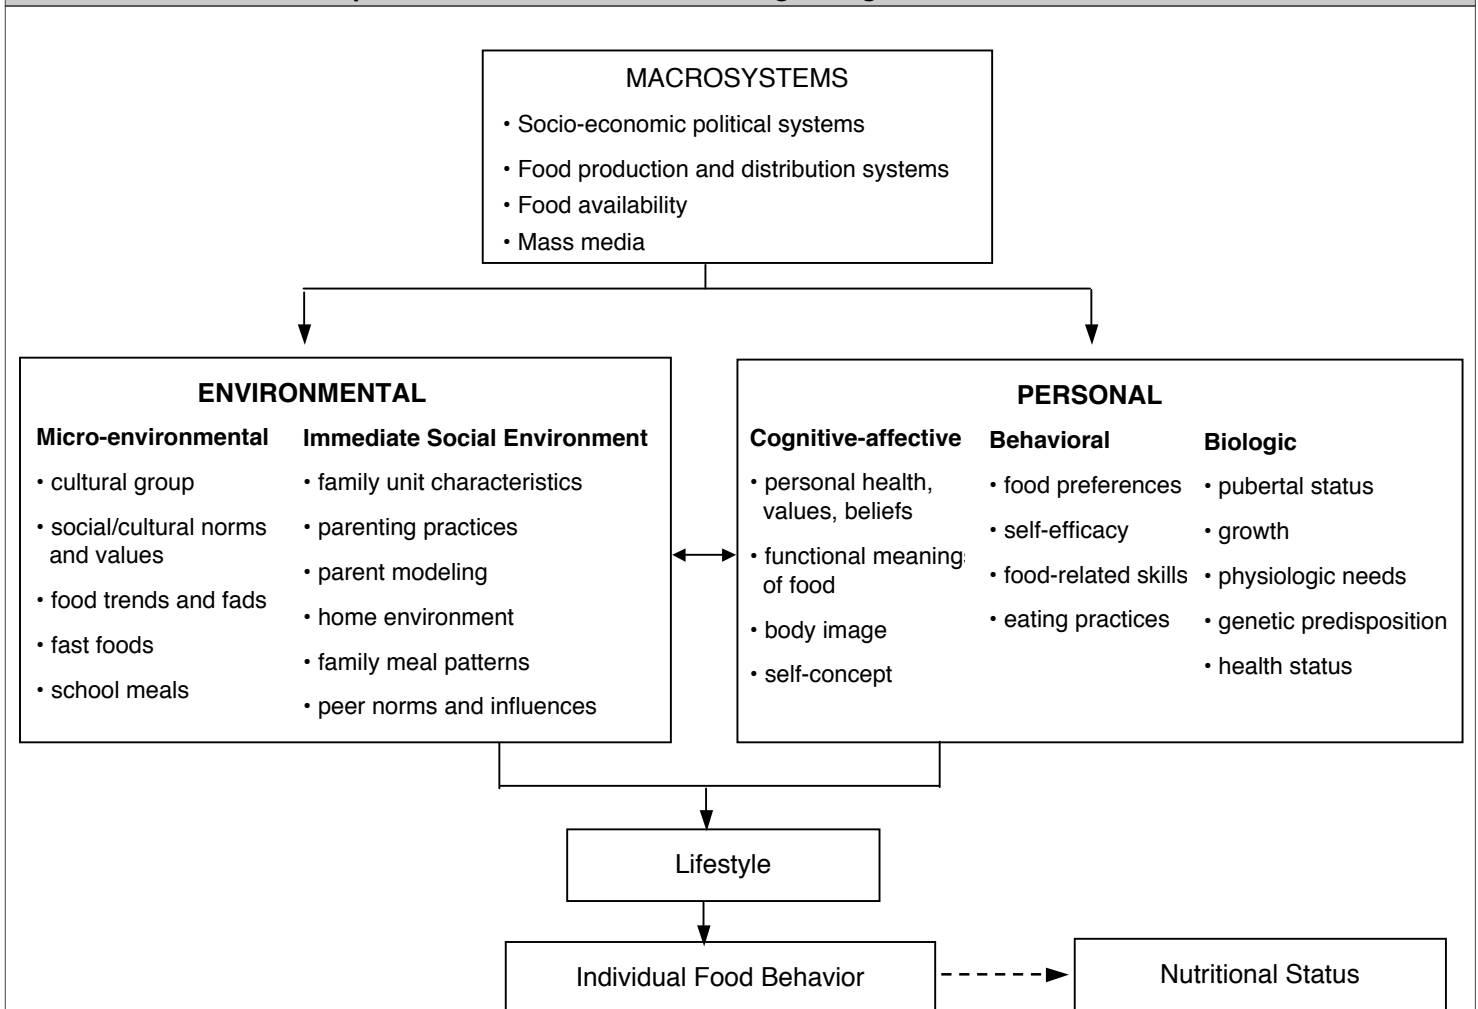 MACROSYSTEMS
• Socio-economic political systems
• Food production and distribution systems
• Food availability
• Mass media
ENVIRONMENTAL
Micro-environmental
• cultural group
• social/cultural norms
and values
• food trends and fads
• fast foods
• school meals
Immediate Social Environment
• family unit characteristics
• parenting practices
• parent modeling
• home environment
• family meal patterns
• peer norms and influences
PERSONAL
Cognitive-affective
• personal health,
values, beliefs
• functional meaning
of food
• body image
• self-concept
Behavioral
• food preferences
• self-efficacy
• food-related skills
• eating practices
Biologic
• pubertal status
• growth
• physiologic needs
• genetic predisposition
• health status
Lifestyle
Individual Food Behavior
Nutritional Status